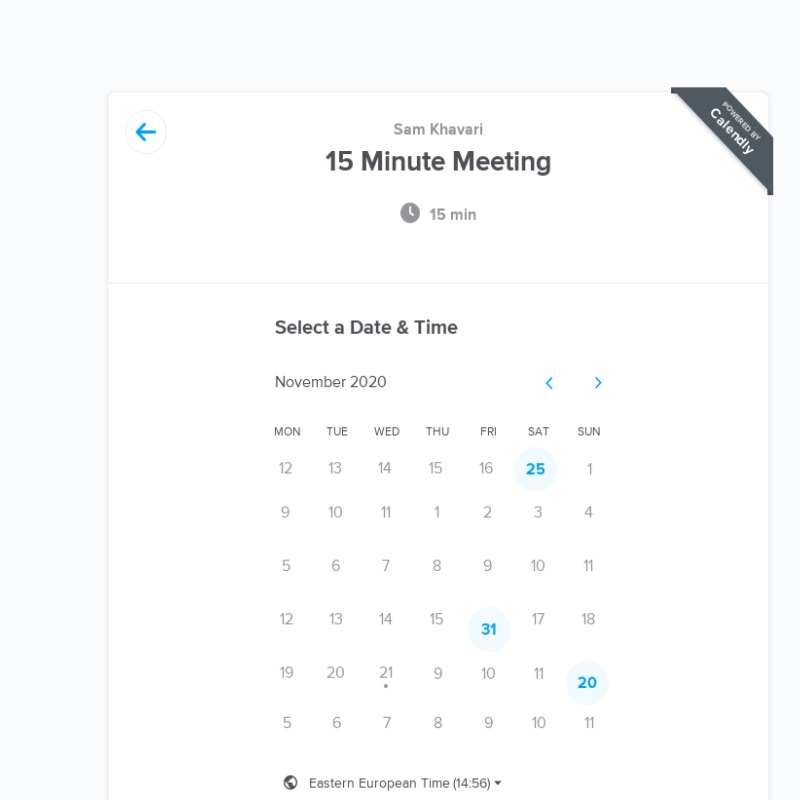 POWERED BY
Calendly
Sam Khavari
15 Minute Meeting
15 min
Select a Date & Time
November 2020
MON TUE WED THU FRI SAT SUN
12 13 14 15 16 25 1
9 10 11 1 2 3 4
5 6 7 8 9 10 11
12 13 14 15 31 17 18
19 20 21 9 10 11 20
5 6 7 8 9 10 11
Eastern European Time (14:56)